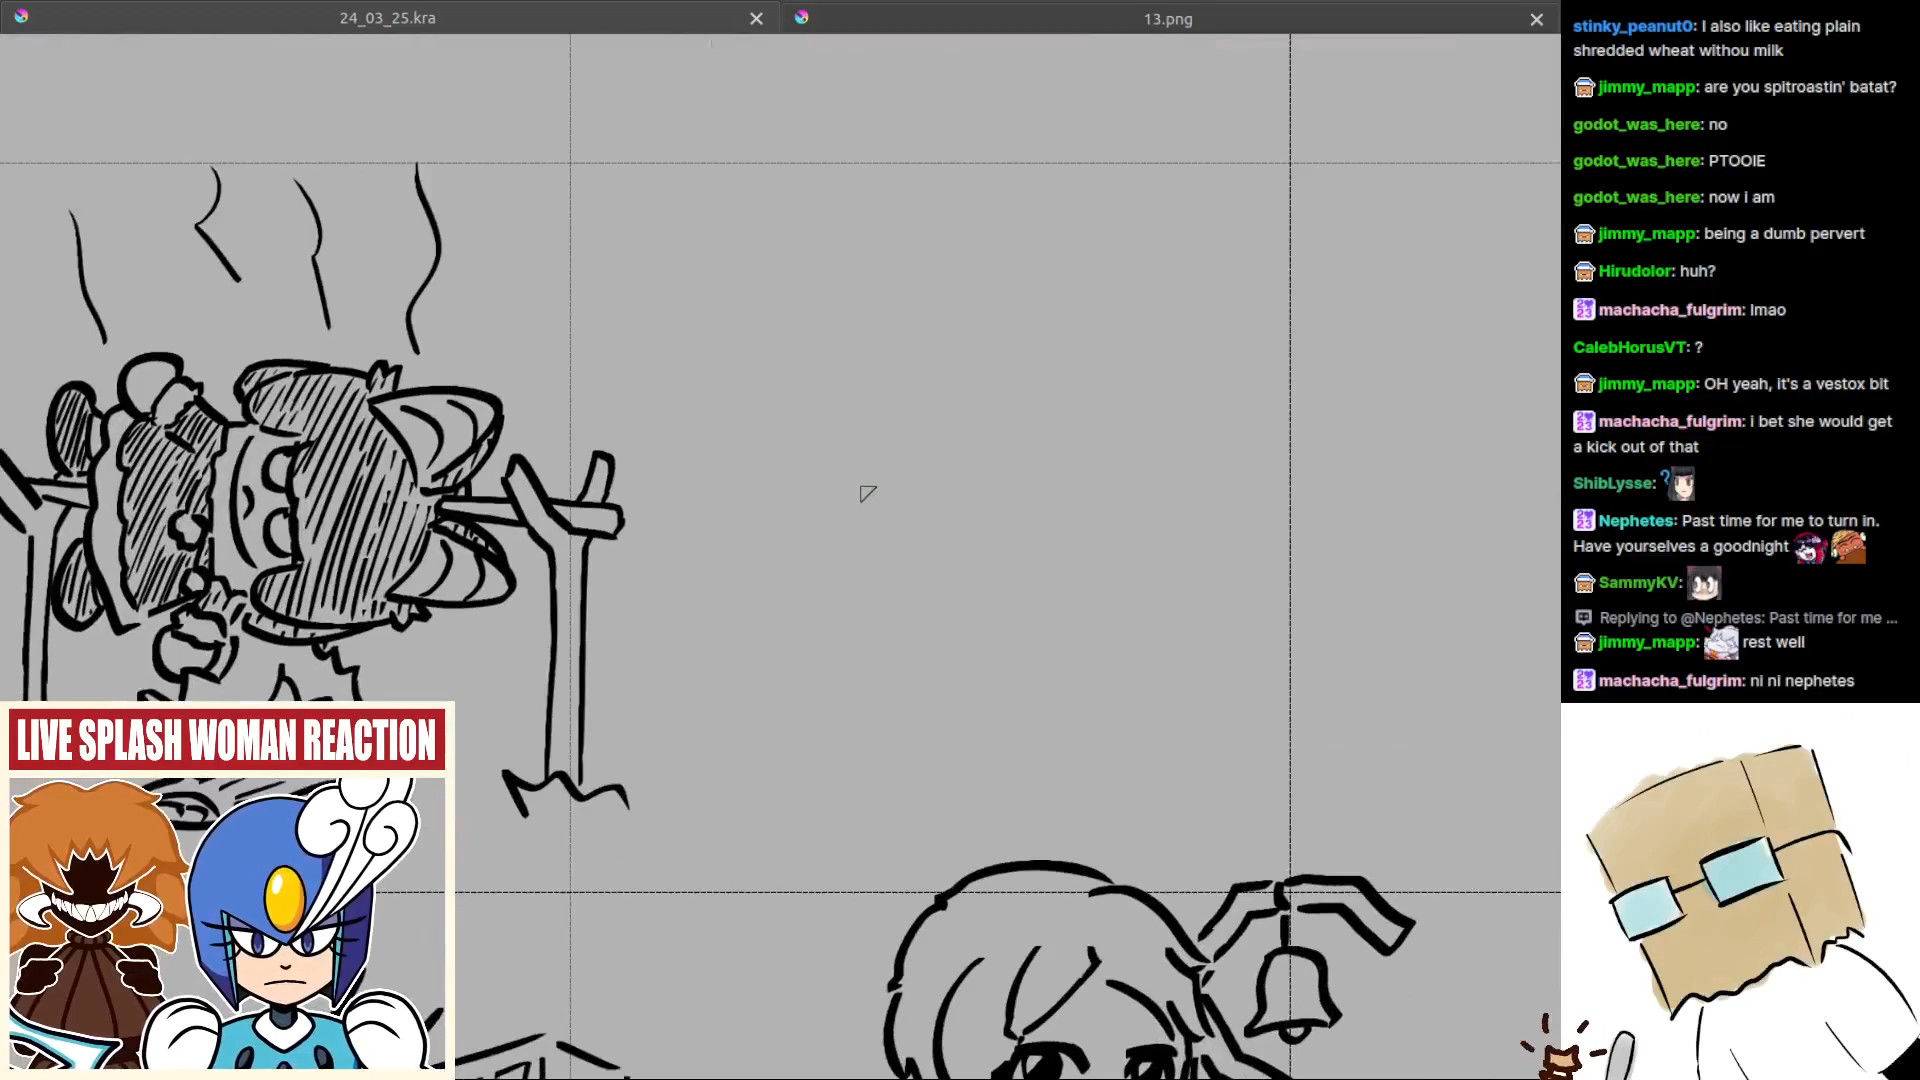 24_03_25.kra
13.png
stinky_peanut0: I also like eating plain
shredded wheat withou milk
jimmy_mapp: are you spitroastin' batat?
godot_was_here: no
godot_was_here: PTOOIE
godot_was_here: now i am
jimmy_mapp: being a dumb pervert
Hirudolor: huh?
machacha_fulgrim: lmao
CalebHorusVT: ?
jimmy_mapp: OH yeah, it's a vestox bit
machacha_fulgrim: i bet she would get
a kick out of that
ShibLysse:
Nephetes: Past time for me to turn in.
Have yourselves a goodnight
SammyKV:
Replying to @Nephetes: Past time for me ...
jimmy_mapp: rest well
machacha_fulgrim: ni ni nephetes
LIVE SPLASH WOMAN REACTION